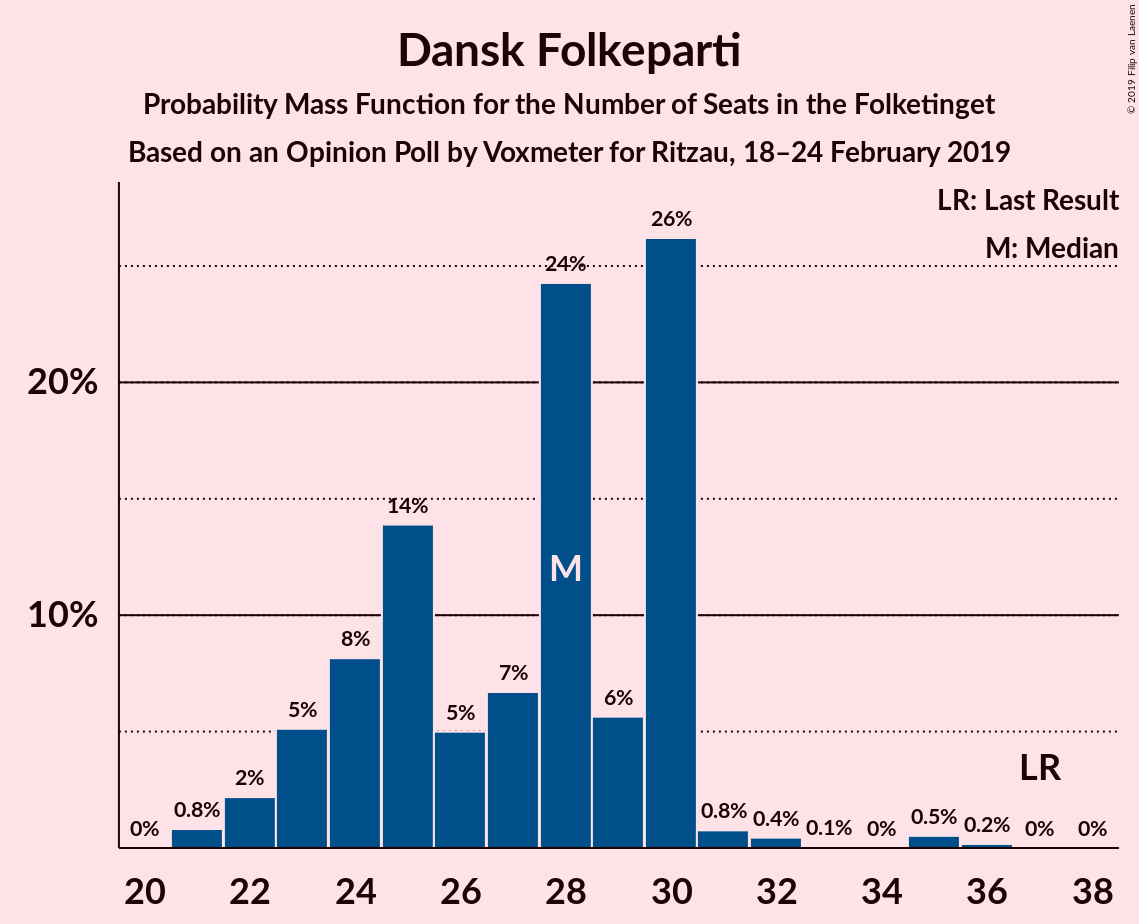 © 2019 Filip van Laenen
Dansk Folkeparti
Probability Mass Function for the Number of Seats in the Folketinget
Based on an Opinion Poll by Voxmeter for Ritzau, 18–24 February 2019
LR: Last Result
M: Median
20%
10%
0%
0.8%
2%
5%
8%
14%
5%
7%
24%
M
6%
26%
0.8%
0.4%
0.1%
0%
0.5%
0.2%
LR
0%
0%
20 22 24 26 28 30 32 34 36 38